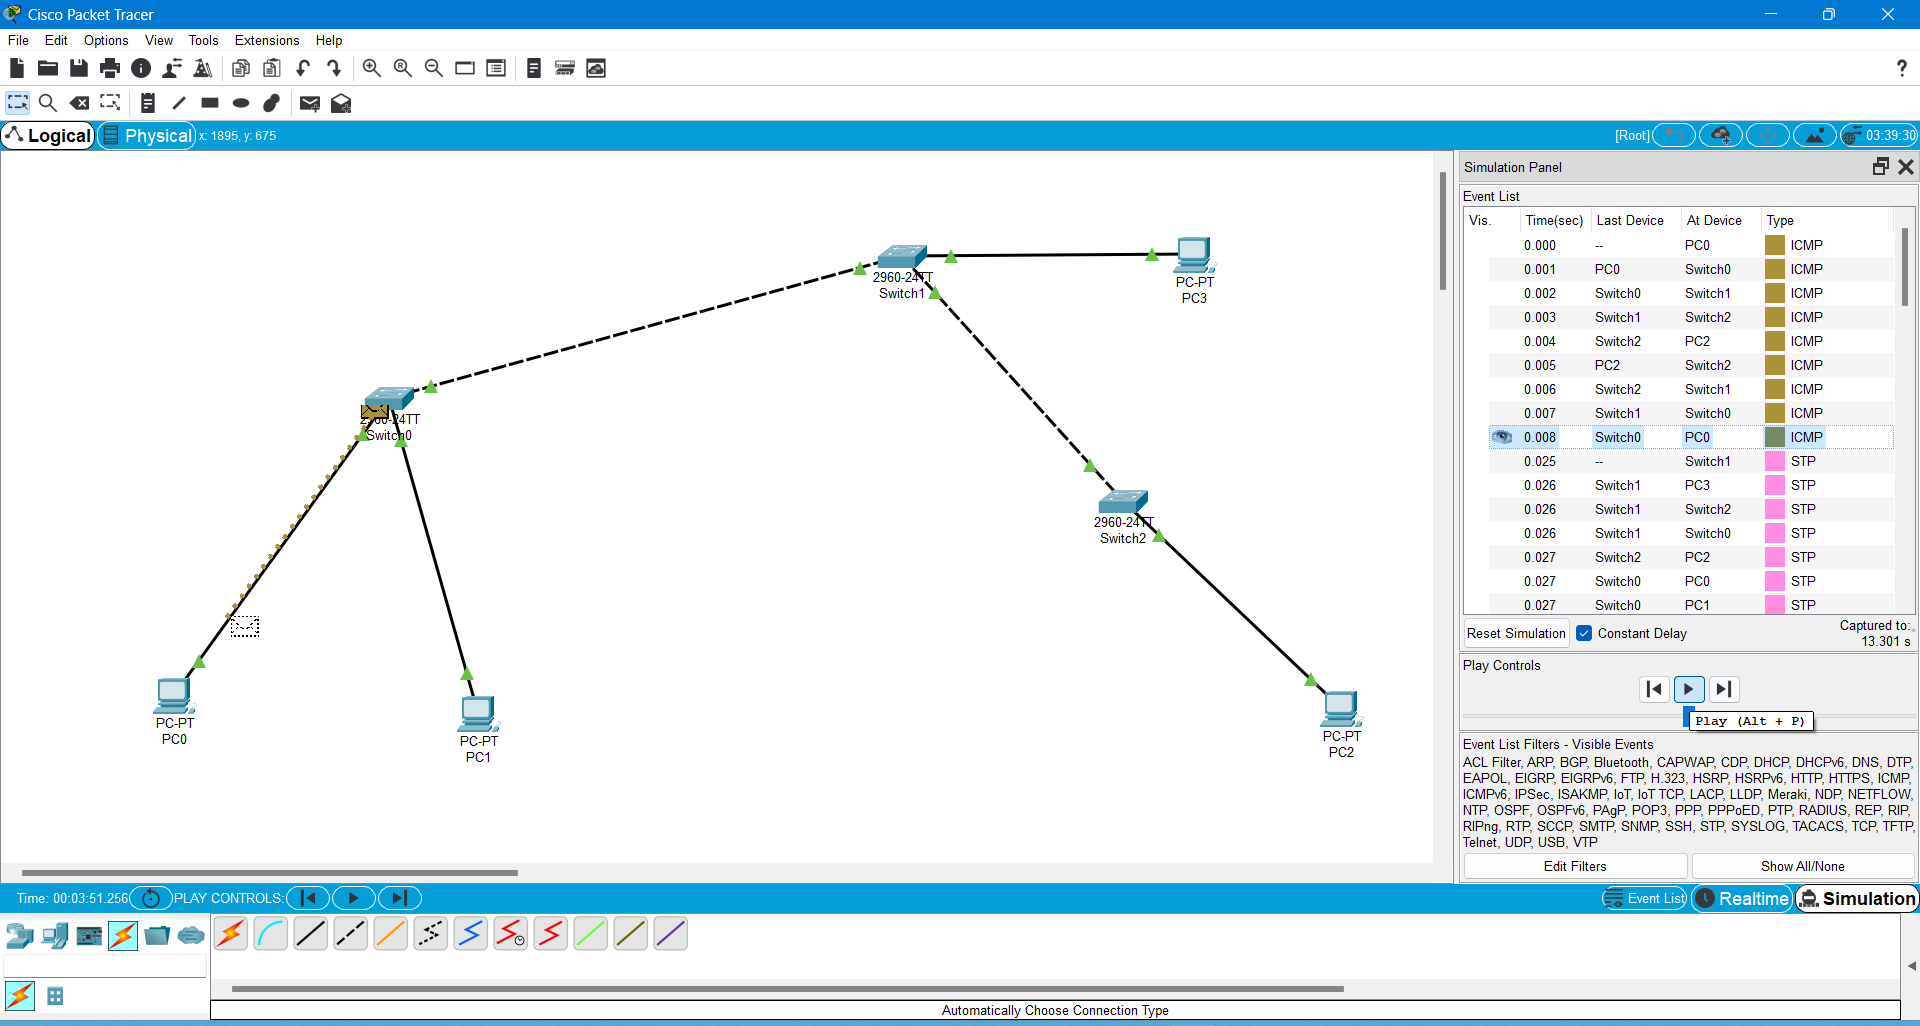 Cisco Packet Tracer
File Edit Options View Tools Extensions Help
?
Logical Physical x: 1895, y: 675 [Root] 03:39:30
Simulation Panel
Event List
Vis. Time(sec) Last Device At Device Type
0.000 -- PC0 ICMP
0.001 PC0 Switch0 ICMP
0.002 Switch0 Switch1 ICMP
0.003 Switch1 Switch2 ICMP
0.004 Switch2 PC2 ICMP
0.005 PC2 Switch2 ICMP
0.006 Switch2 Switch1 ICMP
0.007 Switch1 Switch0 ICMP
0.008 Switch0 PC0 ICMP
0.025 -- Switch1 STP
0.026 Switch1 PC3 STP
0.026 Switch1 Switch2 STP
0.026 Switch1 Switch0 STP
0.027 Switch2 PC2 STP
0.027 Switch0 PC0 STP
0.027 Switch0 PC1 STP
Reset Simulation Constant Delay Captured to:
13.301 s
Play Controls
Play (Alt + P)
Event List Filters - Visible Events
ACL Filter, ARP, BGP, Bluetooth, CAPWAP, CDP, DHCP, DHCPv6, DNS, DTP,
EAPOL, EIGRP, EIGRPv6, FTP, H.323, HSRP, HSRPv6, HTTP, HTTPS, ICMP,
ICMPv6, IPSec, ISAKMP, IoT, IoT TCP, LACP, LLDP, Meraki, NDP, NETFLOW,
NTP, OSPF, OSPFv6, PAgP, POP3, PPP, PPPoED, PTP, RADIUS, REP, RIP,
RIPng, RTP, SCCP, SMTP, SNMP, SSH, STP, SYSLOG, TACACS, TCP, TFTP,
Telnet, UDP, USB, VTP
Edit Filters Show All/None
2960-24TT
Switch1
PC-PT
PC3
2960-24TT
Switch0
2960-24TT
Switch2
PC-PT
PC0
PC-PT
PC1
PC-PT
PC2
Time: 00:03:51.256 PLAY CONTROLS: Event List Realtime Simulation
Automatically Choose Connection Type